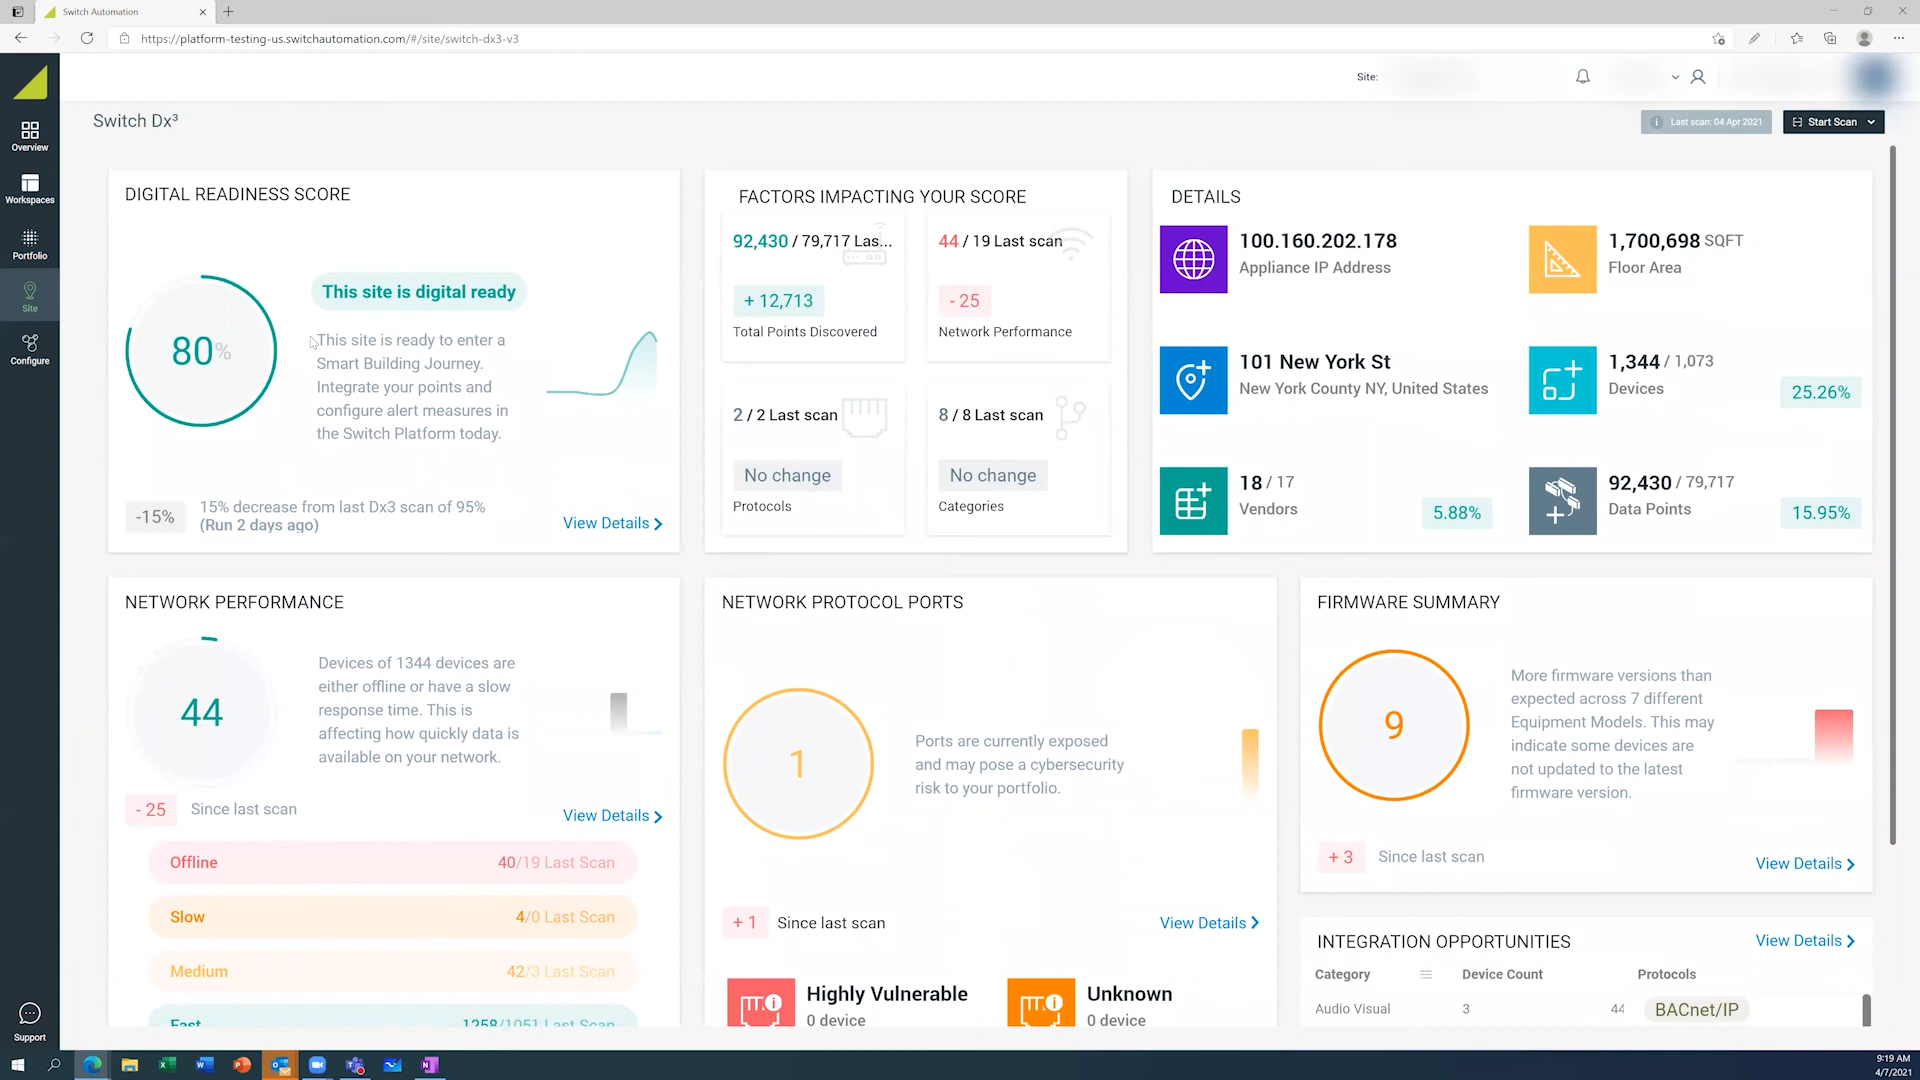 Switch Automation
https://platform-testing-us.switchautomation.com/#/site/switch-dx3-v3
Site:
Switch Dx³
Last scan: 04 Apr 2021
Start Scan
Overview
Workspaces
Portfolio
Site
Configure
Support
DIGITAL READINESS SCORE
80%
This site is digital ready
This site is ready to enter a
Smart Building Journey.
Integrate your points and
configure alert measures in
the Switch Platform today.
-15%
15% decrease from last Dx3 scan of 95%
(Run 2 days ago)
View Details
FACTORS IMPACTING YOUR SCORE
92,430 / 79,717 Las...
+ 12,713
Total Points Discovered
44 / 19 Last scan
- 25
Network Performance
2 / 2 Last scan
No change
Protocols
8 / 8 Last scan
No change
Categories
DETAILS
100.160.202.178
Appliance IP Address
1,700,698 SQFT
Floor Area
101 New York St
New York County NY, United States
1,344 / 1,073
Devices
25.26%
18 / 17
Vendors
5.88%
92,430 / 79,717
Data Points
15.95%
NETWORK PERFORMANCE
44
Devices of 1344 devices are
either offline or have a slow
response time. This is
affecting how quickly data is
available on your network.
- 25
Since last scan
View Details
Offline 40/19 Last Scan
Slow 4/0 Last Scan
Medium 42/3 Last Scan
Fast 1258/1051 Last Scan
NETWORK PROTOCOL PORTS
1
Ports are currently exposed
and may pose a cybersecurity
risk to your portfolio.
+ 1
Since last scan
View Details
Highly Vulnerable
0 device
Unknown
0 device
FIRMWARE SUMMARY
9
More firmware versions than
expected across 7 different
Equipment Models. This may
indicate some devices are
not updated to the latest
firmware version.
+ 3
Since last scan
View Details
INTEGRATION OPPORTUNITIES
View Details
Category Device Count Protocols
Audio Visual 3 44 BACnet/IP
9:19 AM
4/7/2021